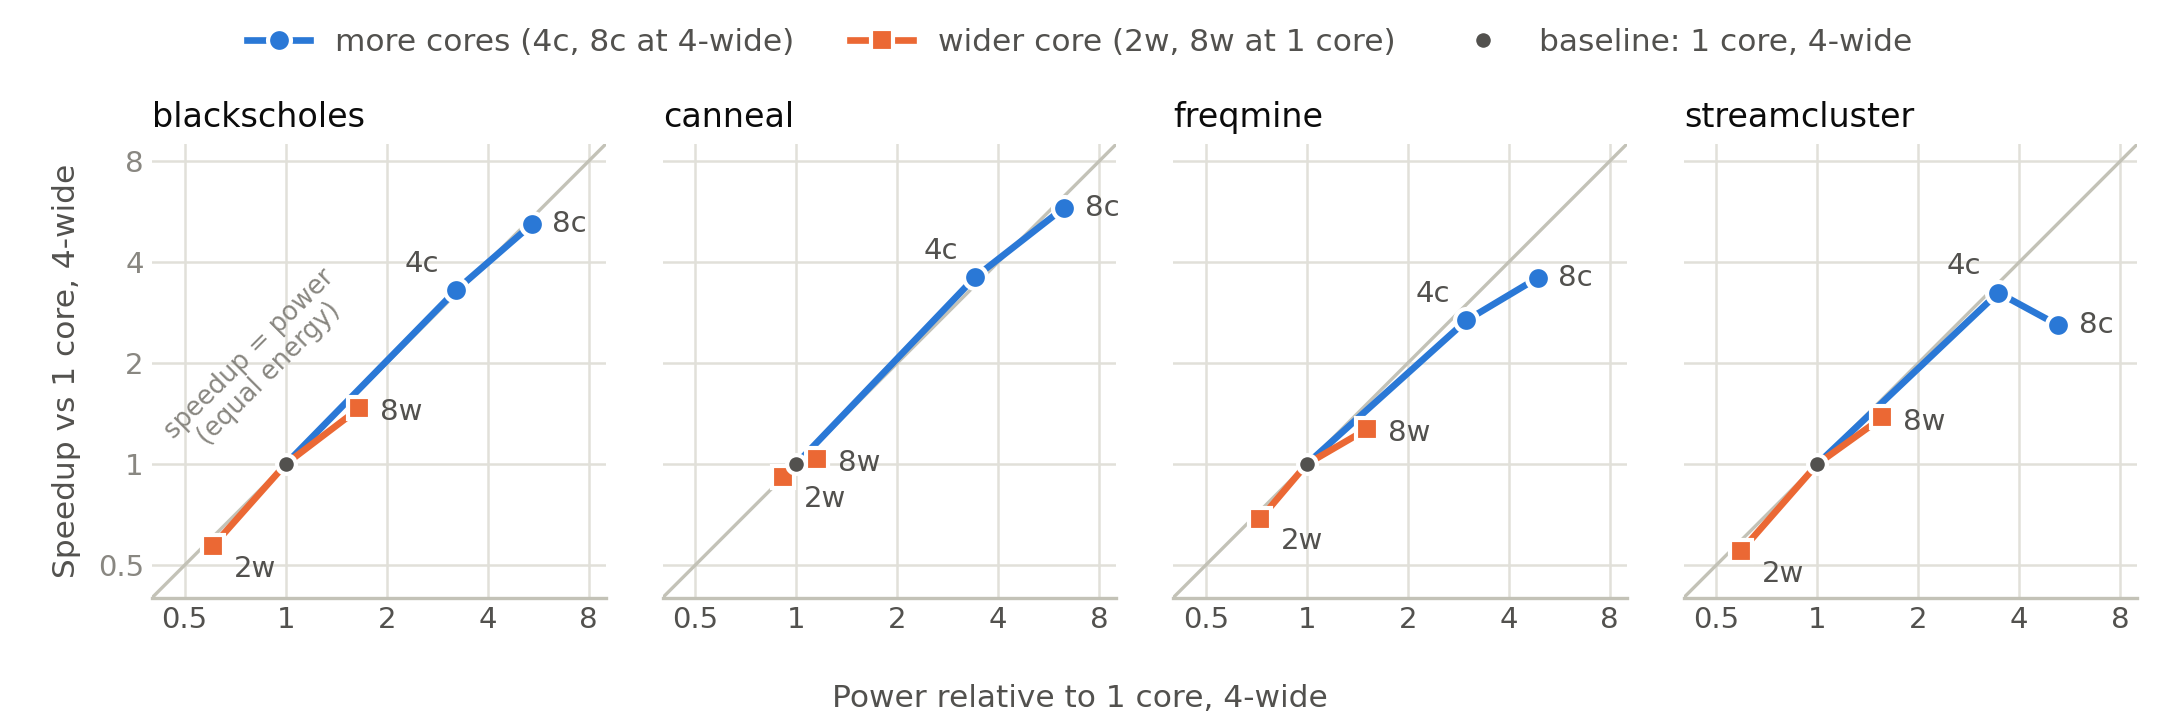 more cores (4c, 8c at 4-wide)
wider core (2w, 8w at 1 core)
baseline: 1 core, 4-wide
blackscholes
canneal
freqmine
streamcluster
Speedup vs 1 core, 4-wide
8
4
2
1
0.5
speedup = power
(equal energy)
4c
8c
8w
2w
0.5
1
2
4
8
4c
8c
8w
2w
0.5
1
2
4
8
4c
8c
8w
2w
0.5
1
2
4
8
4c
8c
8w
2w
0.5
1
2
4
8
Power relative to 1 core, 4-wide